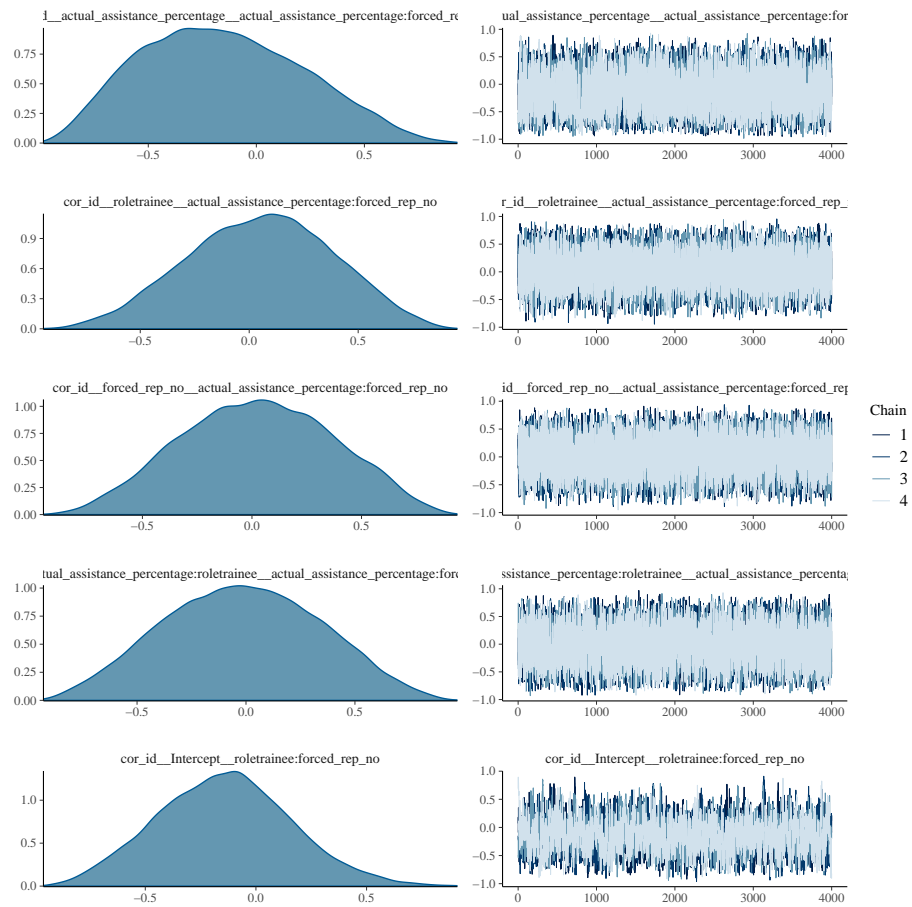 d__actual_assistance_percentage__actual_assistance_percentage:forced_re
0.75
0.50
0.25
0.00
−0.5 0.0 0.5
ual_assistance_percentage__actual_assistance_percentage:for
1.0
0.5
0.0
−0.5
−1.0
0 1000 2000 3000 4000
cor_id__roletrainee__actual_assistance_percentage:forced_rep_no
0.9
0.6
0.3
0.0
−0.5 0.0 0.5
r_id__roletrainee__actual_assistance_percentage:forced_rep_
1.0
0.5
0.0
−0.5
−1.0
0 1000 2000 3000 4000
cor_id__forced_rep_no__actual_assistance_percentage:forced_rep_no
1.00
0.75
0.50
0.25
0.00
−0.5 0.0 0.5
id__forced_rep_no__actual_assistance_percentage:forced_rep
1.0
0.5
0.0
−0.5
−1.0
0 1000 2000 3000 4000
tual_assistance_percentage:roletrainee__actual_assistance_percentage:forc
1.00
0.75
0.50
0.25
0.00
−0.5 0.0 0.5
ssistance_percentage:roletrainee__actual_assistance_percentag
1.0
0.5
0.0
−0.5
−1.0
0 1000 2000 3000 4000
cor_id__Intercept__roletrainee:forced_rep_no
1.0
0.5
0.0
−0.5 0.0 0.5
cor_id__Intercept__roletrainee:forced_rep_no
1.0
0.5
0.0
−0.5
−1.0
0 1000 2000 3000 4000
Chain
1
2
3
4